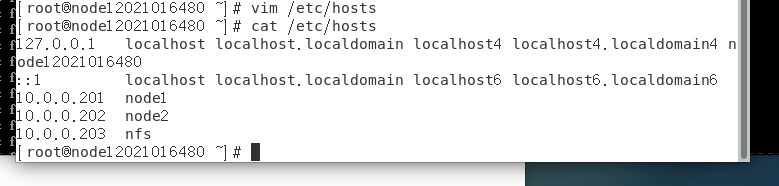 [root@node12021016480 ~]# vim /etc/hosts
[root@node12021016480 ~]# cat /etc/hosts
127.0.0.1   localhost localhost.localdomain localhost4 localhost4.localdomain4 n
ode12021016480
::1         localhost localhost.localdomain localhost6 localhost6.localdomain6
10.0.0.201  node1
10.0.0.202  node2
10.0.0.203  nfs
[root@node12021016480 ~]#